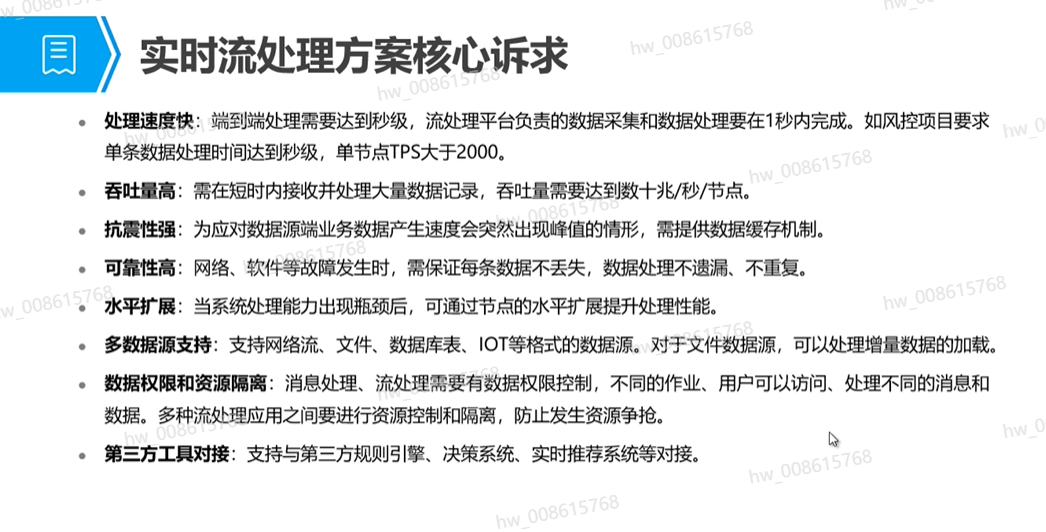 实时流处理方案核心诉求
• 处理速度快：端到端处理需要达到秒级，流处理平台负责的数据采集和数据处理要在1秒内完成。如风控项目要求
单条数据处理时间达到秒级，单节点TPS大于2000。
• 吞吐量高：需在短时内接收并处理大量数据记录，吞吐量需要达到数十兆/秒/节点。
• 抗震性强：为应对数据源端业务数据产生速度会突然出现峰值的情形，需提供数据缓存机制。
• 可靠性高：网络、软件等故障发生时，需保证每条数据不丢失，数据处理不遗漏、不重复。
• 水平扩展：当系统处理能力出现瓶颈后，可通过节点的水平扩展提升处理性能。
• 多数据源支持：支持网络流、文件、数据库表、IOT等格式的数据源。对于文件数据源，可以处理增量数据的加载。
• 数据权限和资源隔离：消息处理、流处理需要有数据权限控制，不同的作业、用户可以访问、处理不同的消息和
数据。多种流处理应用之间要进行资源控制和隔离，防止发生资源争抢。
• 第三方工具对接：支持与第三方规则引擎、决策系统、实时推荐系统等对接。
hw_008615768